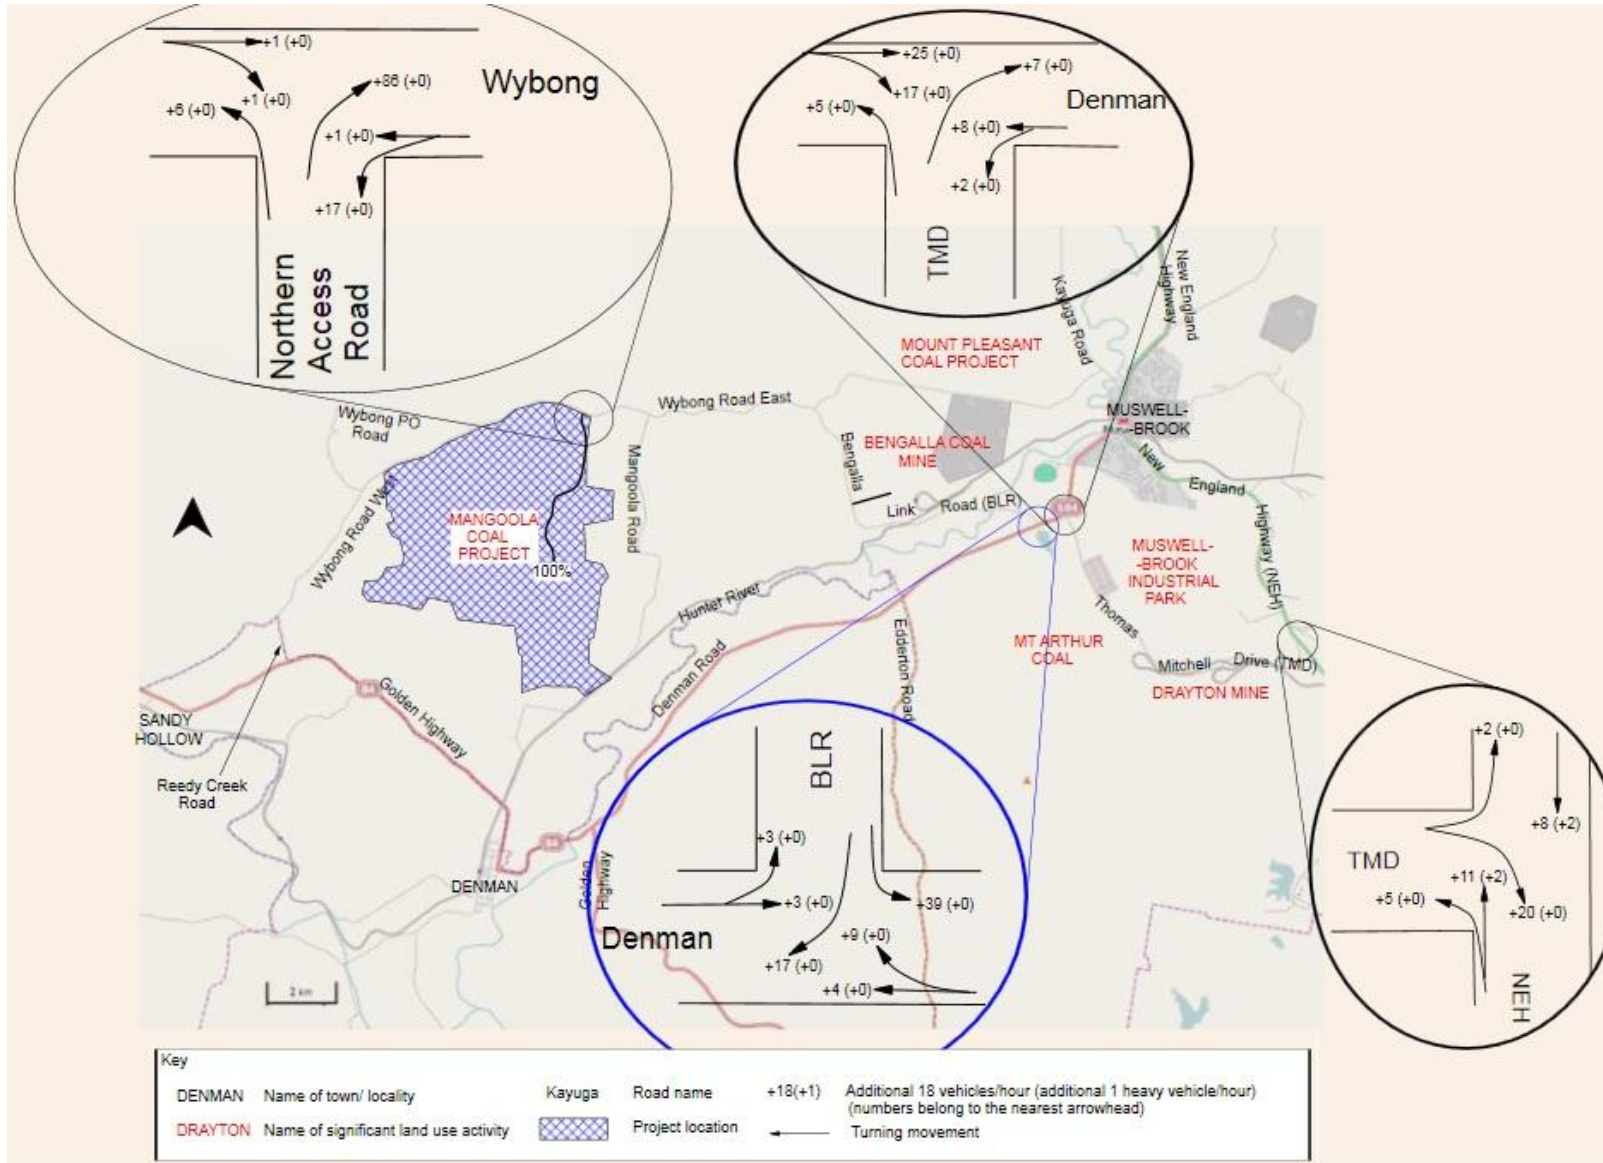 +1 (+0)
+86 (+0)
Wybong
+1 (+0)
+6 (+0)
+1 (+0)
+17 (+0)
Northern
Access
Road
+25 (+0)
+7 (+0)
+17 (+0)
Denman
+5 (+0)
+8 (+0)
+2 (+0)
TMD
New England
Highway
Kayuga Road
MOUNT PLEASANT
COAL PROJECT
Wybong PO
Road
Wybong Road East
MUSWELL-
-BROOK
BENGALLA COAL
MINE
Bengalla
Link
Road (BLR)
New
England
Highway (NEH)
Mangoola Road
Wybong Road West
MANGOOLA
COAL
PROJECT
100%
MUSWELL-
-BROOK
INDUSTRIAL
PARK
Hunter River
Thomas
Mitchell
Drive (TMD)
MT ARTHUR
COAL
DRAYTON MINE
Edderton Road
Denman Road
Golden Highway
SANDY
HOLLOW
Reedy Creek
Road
DENMAN
Golden
Highway
2 km
BLR
+3 (+0)
+3 (+0)
+39 (+0)
Denman
+9 (+0)
+17 (+0)
+4 (+0)
+2 (+0)
+8 (+2)
TMD
+11 (+2)
+5 (+0)
+20 (+0)
NEH
Key
DENMAN Name of town/ locality
Kayuga Road name
+18(+1) Additional 18 vehicles/hour (additional 1 heavy vehicle/hour)
(numbers belong to the nearest arrowhead)
DRAYTON Name of significant land use activity
Project location
Turning movement